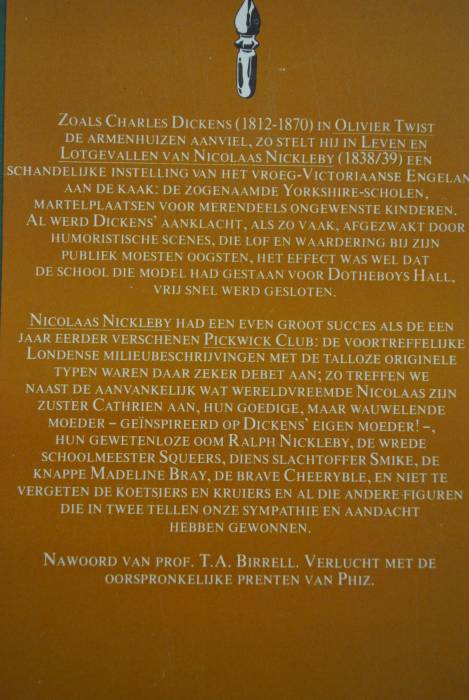 Zoals Charles Dickens (1812-1870) in Olivier Twist
de armenhuizen aanviel, zo stelt hij in Leven en
Lotgevallen van Nicolaas Nickleby (1838/39) een
schandelijke instelling van het vroeg-Victoriaanse Engelan
aan de kaak: de zogenaamde Yorkshire-scholen,
martelplaatsen voor merendeels ongewenste kinderen.
Al werd Dickens' aanklacht, als zo vaak, afgezwakt door
humoristische scenes, die lof en waardering bij zijn
publiek moesten oogsten, het effect was wel dat
de school die model had gestaan voor Dotheboys Hall,
vrij snel werd gesloten.
Nicolaas Nickleby had een even groot succes als de een
jaar eerder verschenen Pickwick Club: de voortreffelijke
Londense milieubeschrijvingen met de talloze originele
typen waren daar zeker debet aan; zo treffen we
naast de aanvankelijk wat wereldvreemde Nicolaas zijn
zuster Cathrien aan, hun goedige, maar wauwelende
moeder – geïnspireerd op Dickens' eigen moeder! –,
hun gewetenloze oom Ralph Nickleby, de wrede
schoolmeester Squeers, diens slachtoffer Smike, de
knappe Madeline Bray, de brave Cheeryble, en niet te
vergeten de koetsiers en kruiers en al die andere figuren
die in twee tellen onze sympathie en aandacht
hebben gewonnen.
Nawoord van prof. T.A. Birrell. Verlucht met de
oorspronkelijke prenten van Phiz.